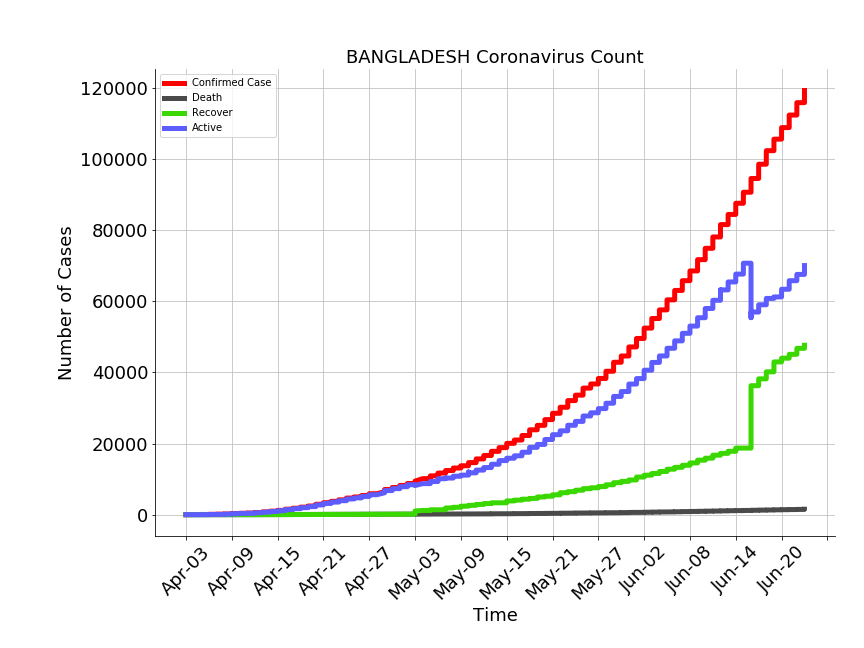 BANGLADESH Coronavirus Count
Confirmed Case
Death
Recover
Active
120000
100000
80000
60000
40000
20000
0
Number of Cases
Apr-03
Apr-09
Apr-15
Apr-21
Apr-27
May-03
May-09
May-15
May-21
May-27
Jun-02
Jun-08
Jun-14
Jun-20
Time